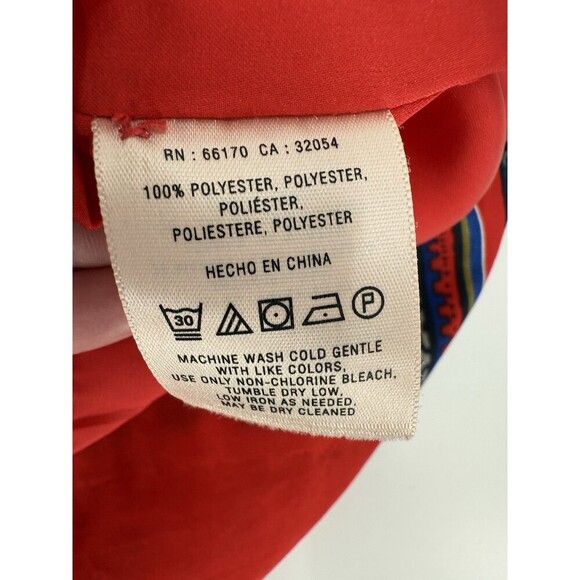 RN : 66170 CA : 32054
100% POLYESTER, POLYESTER,
POLIÉSTER,
POLIESTERE, POLYESTER
HECHO EN CHINA
30 P
MACHINE WASH COLD GENTLE
WITH LIKE COLORS,
USE ONLY NON-CHLORINE BLEACH,
TUMBLE DRY LOW,
LOW IRON AS NEEDED,
MAY BE DRY CLEANED